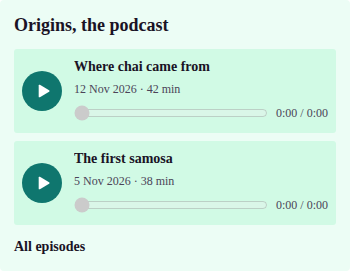 Origins, the podcast
Where chai came from
12 Nov 2026 · 42 min
0:00 / 0:00
The first samosa
5 Nov 2026 · 38 min
0:00 / 0:00
All episodes